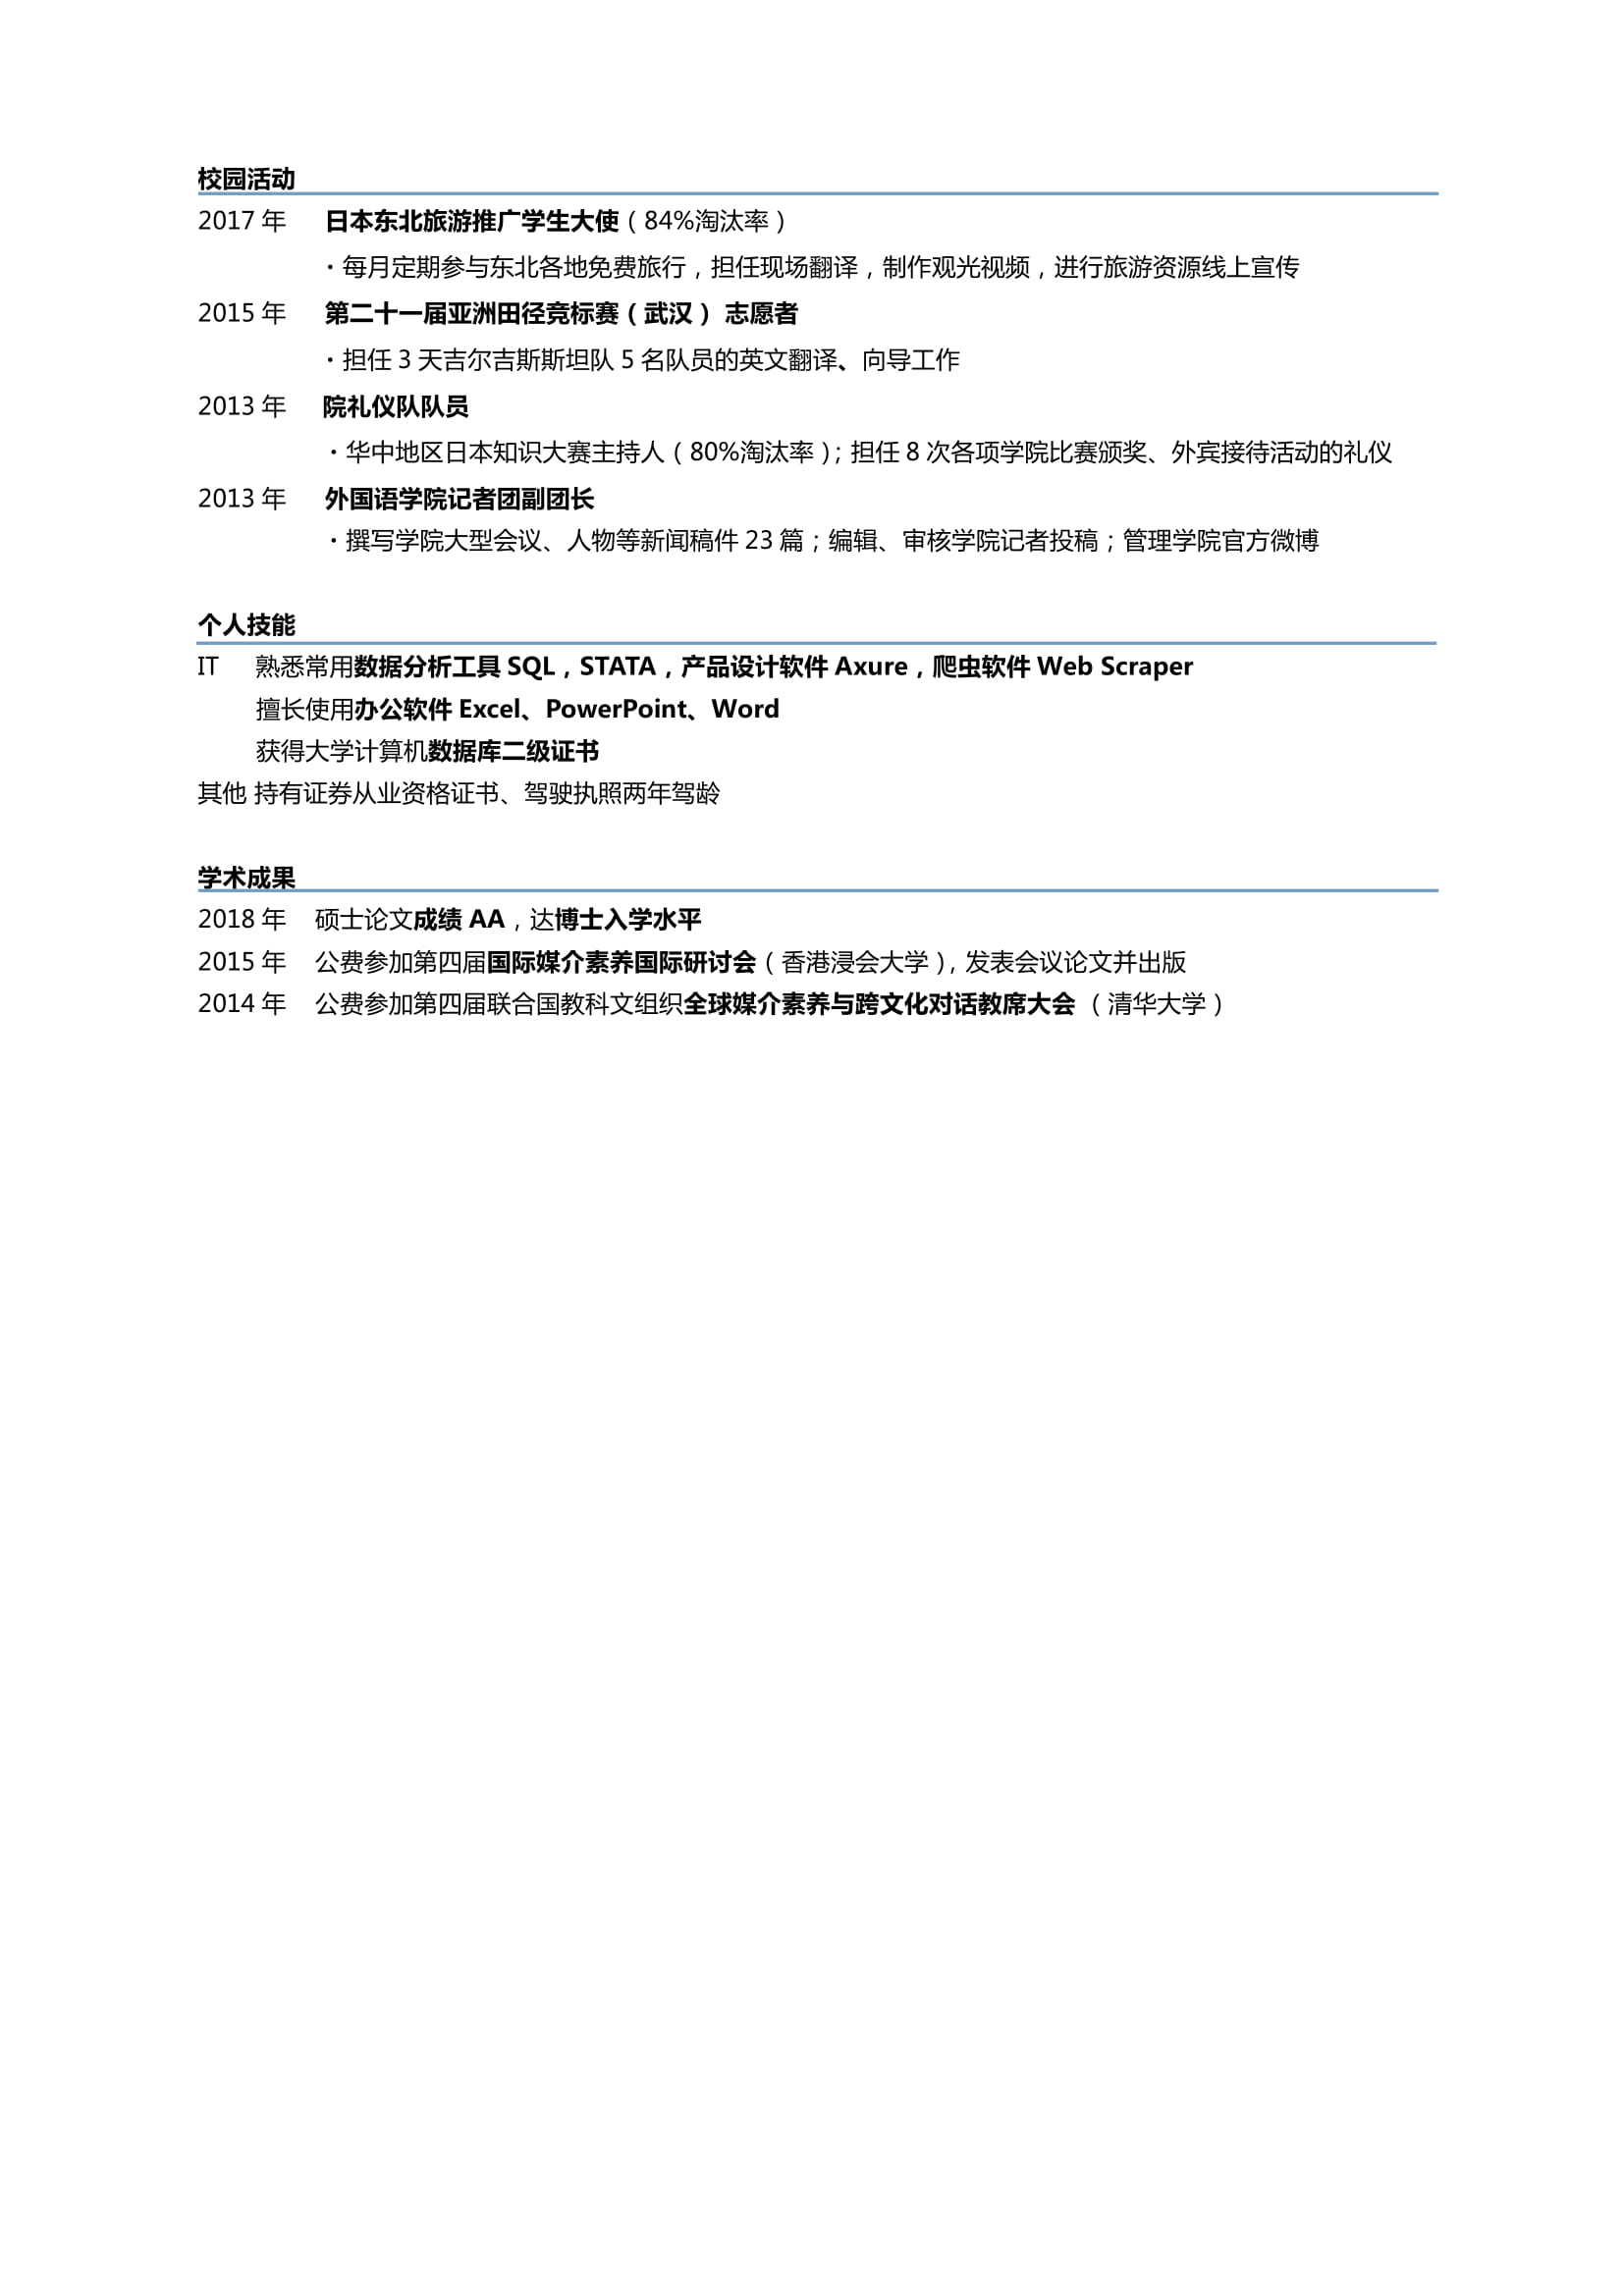 校园活动
2017 年 日本东北旅游推广学生大使（84%淘汰率）
・每月定期参与东北各地免费旅行，担任现场翻译，制作观光视频，进行旅游资源线上宣传
2015 年 第二十一届亚洲田径竞标赛（武汉） 志愿者
・担任 3 天吉尔吉斯斯坦队 5 名队员的英文翻译、向导工作
2013 年 院礼仪队队员
・华中地区日本知识大赛主持人（80%淘汰率）；担任 8 次各项学院比赛颁奖、外宾接待活动的礼仪
2013 年 外国语学院记者团副团长
・撰写学院大型会议、人物等新闻稿件 23 篇；编辑、审核学院记者投稿；管理学院官方微博
个人技能
IT 熟悉常用数据分析工具 SQL，STATA，产品设计软件 Axure，爬虫软件 Web Scraper
擅长使用办公软件 Excel、PowerPoint、Word
获得大学计算机数据库二级证书
其他 持有证券从业资格证书、驾驶执照两年驾龄
学术成果
2018 年 硕士论文成绩 AA，达博士入学水平
2015 年 公费参加第四届国际媒介素养国际研讨会（香港浸会大学），发表会议论文并出版
2014 年 公费参加第四届联合国教科文组织全球媒介素养与跨文化对话教席大会 （清华大学）